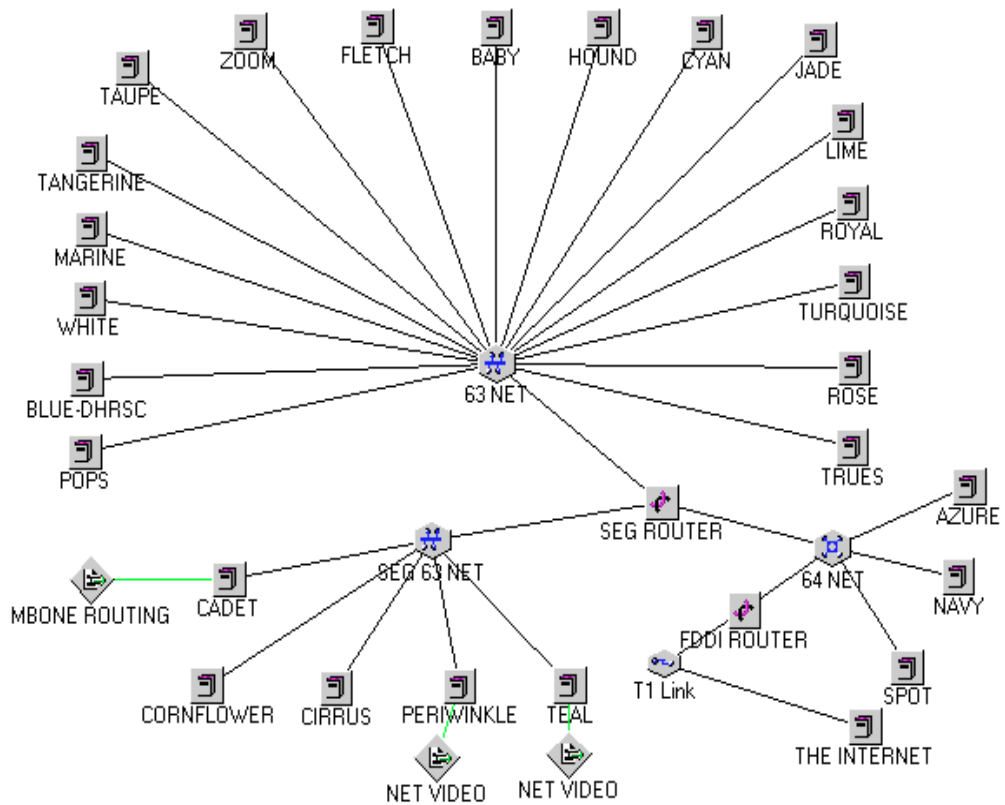 ZOOM
FLETCH
BABY
HOUND
CYAN
JADE
TAUPE
LIME
TANGERINE
ROYAL
MARINE
TURQUOISE
WHITE
63 NET
ROSE
BLUE-DHRSC
POPS
TRUES
AZURE
SEG ROUTER
SEG 63 NET
64 NET
NAVY
MBONE ROUTING
CADET
FDDI ROUTER
T1 Link
SPOT
CORNFLOWER
CIRRUS
PERIWINKLE
TEAL
THE INTERNET
NET VIDEO
NET VIDEO